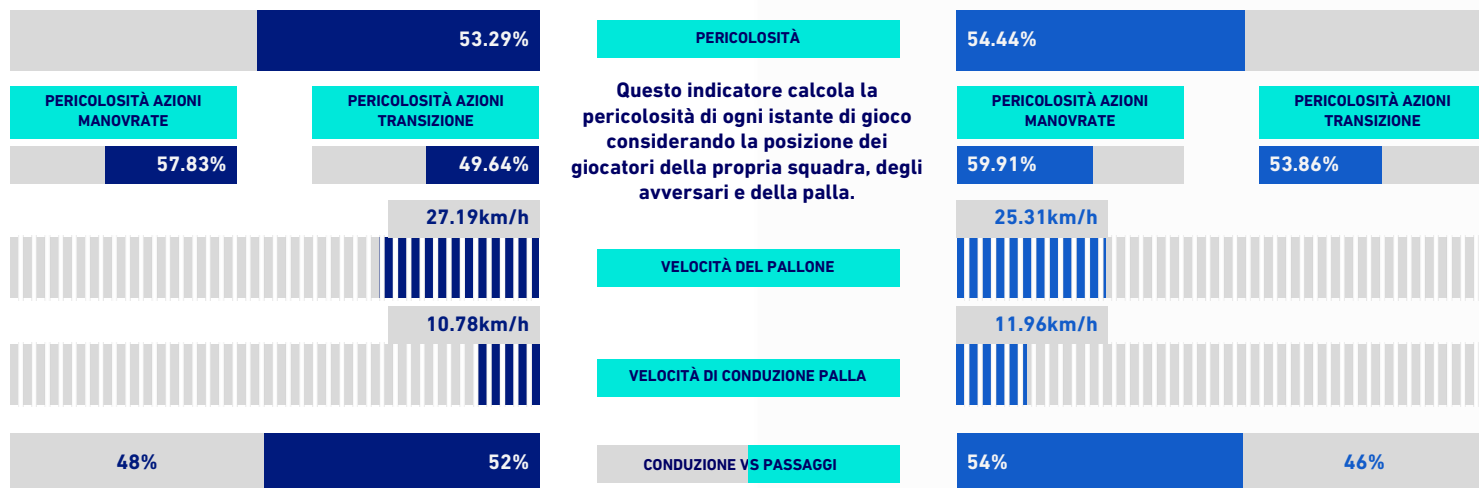 53.29%
PERICOLOSITÀ
54.44%
PERICOLOSITÀ AZIONI
MANOVRATE
PERICOLOSITÀ AZIONI
TRANSIZIONE
57.83%
49.64%
Questo indicatore calcola la
pericolosità di ogni istante di gioco
considerando la posizione dei
giocatori della propria squadra, degli
avversari e della palla.
PERICOLOSITÀ AZIONI
MANOVRATE
PERICOLOSITÀ AZIONI
TRANSIZIONE
59.91%
53.86%
27.19km/h
VELOCITÀ DEL PALLONE
25.31km/h
10.78km/h
VELOCITÀ DI CONDUZIONE PALLA
11.96km/h
48%
52%
CONDUZIONE VS PASSAGGI
54%
46%